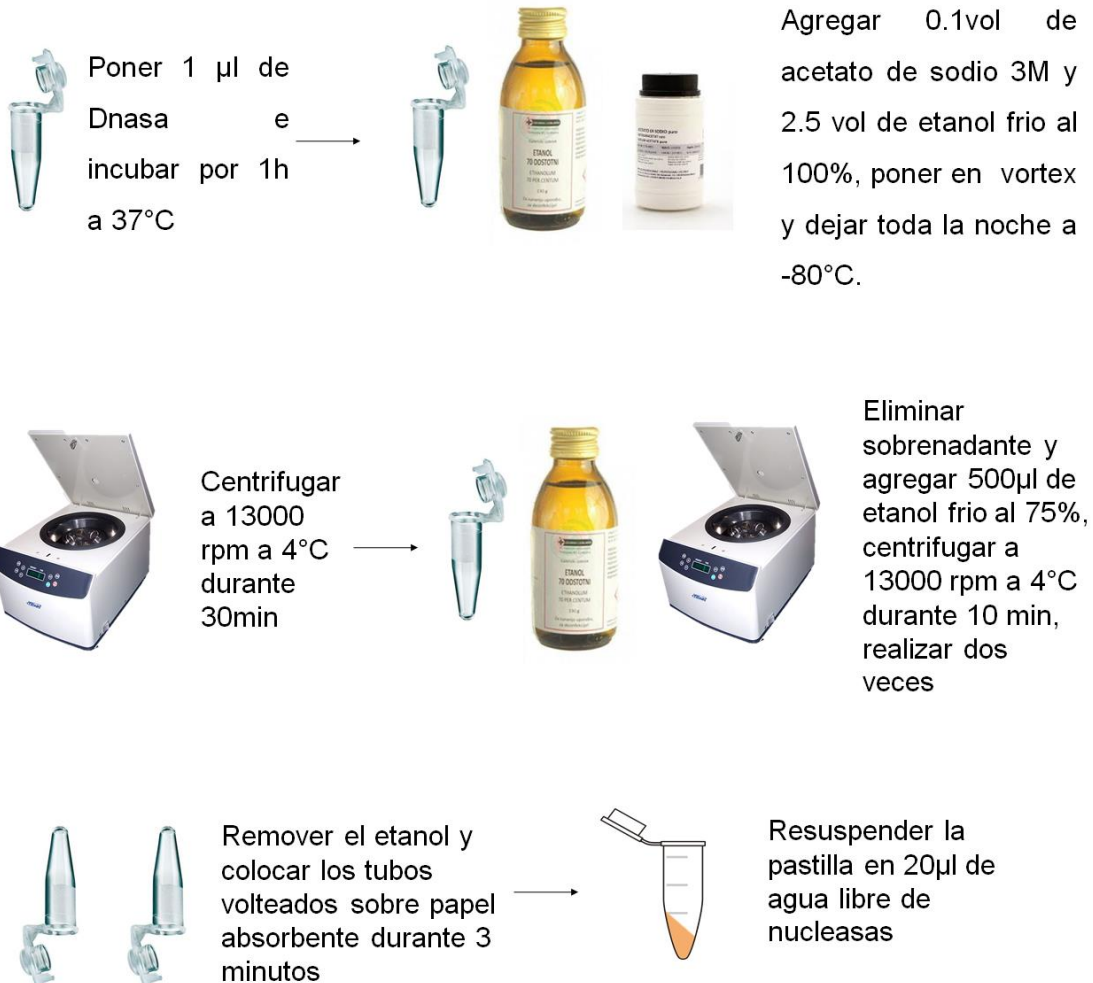 Poner 1 µl de
Dnasa e
incubar por 1h
a 37°C
ETANOL
70 ODSTOTNI
Agregar 0.1vol de
acetato de sodio 3M y
2.5 vol de etanol frio al
100%, poner en vortex
y dejar toda la noche a
-80°C.
Centrifugar
a 13000
rpm a 4°C
durante
30min
ETANOL
70 ODSTOTNI
Eliminar
sobrenadante y
agregar 500µl de
etanol frio al 75%,
centrifugar a
13000 rpm a 4°C
durante 10 min,
realizar dos
veces
Remover el etanol y
colocar los tubos
volteados sobre papel
absorbente durante 3
minutos
Resuspender la
pastilla en 20µl de
agua libre de
nucleasas